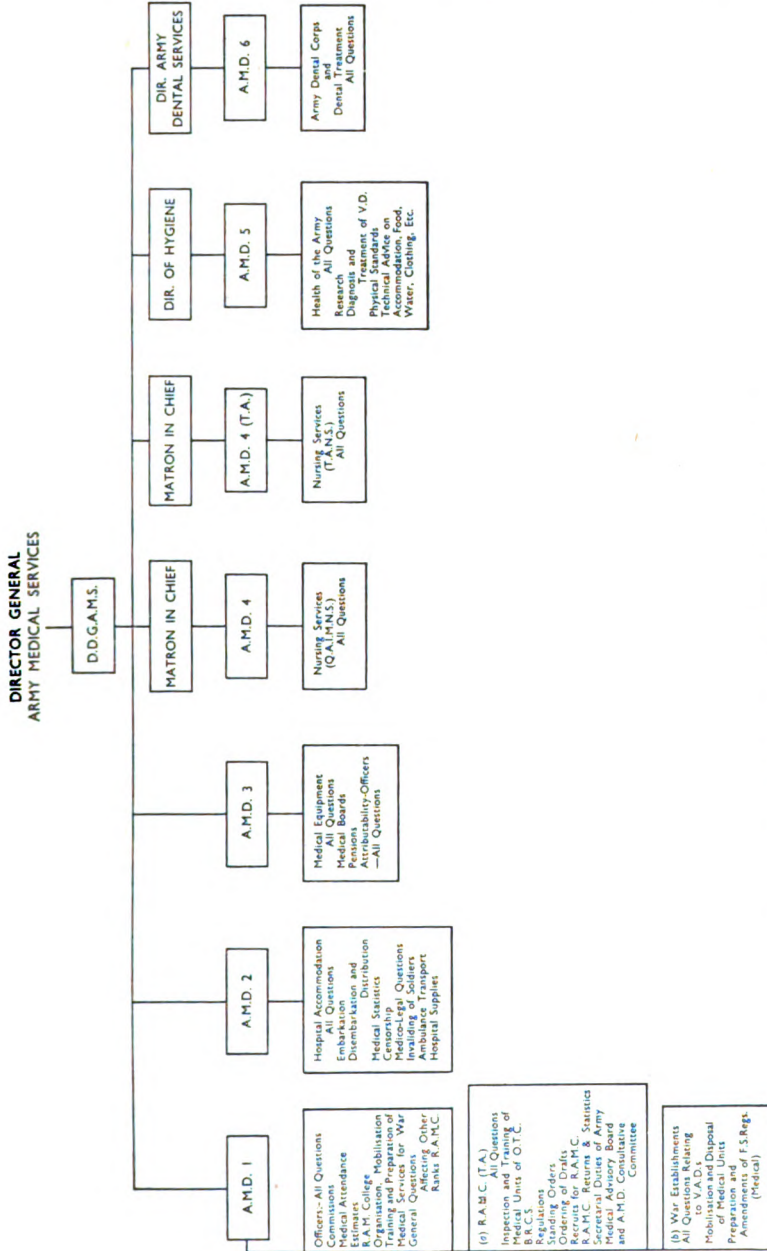 DIRECTOR GENERAL
ARMY MEDICAL SERVICES
D.D.G.A.M.S.
A.M.D. 1
Officers,- All Questions
Commissions
Medical Attendance
Estimates
R.A.M. College
Organisation, Mobilisation
Training and Preparation of
Medical Services for War
General Questions
Affecting Other
Ranks R.A.M.C.
(a) R.A.M.C. (T.A.)
All Questions
Inspection and Training of
Medical Units of O.T.C.
B.R.C.S
Regulations
Standing Orders
Ordering of Drafts
Recruits for R.A.M.C.
R.A.M.C. Returns & Statistics
Secretarial Duties of Army
Medical Advisory Board
and A.M.D. Consultative
Committee
(b) War Establishments
All Questions Relating
to V.A.D.s
Mobilisation and Disposal
of Medical Units
Preparation and
Amendments of F.S.Regs.
(Medical)
A.M.D. 2
Hospital Accommodation
All Questions
Embarkation
Disembarkation and
Distribution
Medical Statistics
Censorship
Medico-Legal Questions
Invaliding of Soldiers
Ambulance Transport
Hospital Supplies
A.M.D. 3
Medical Equipment
All Questions
Medical Boards
Pensions
Attributability-Officers
—All Questions
MATRON IN CHIEF
A.M.D. 4
Nursing Services
(Q.A.I.M.N.S.)
All Questions
MATRON IN CHIEF
A.M.D. 4 (T.A.)
Nursing Services
(T.A.N.S.)
All Questions
DIR. OF HYGIENE
A.M.D. 5
Health of the Army
All Questions
Research
Diagnosis and
Treatment of V.D.
Physical Standards
Technical Advice on
Accommodation, Food,
Water, Clothing, Etc.
DIR. ARMY
DENTAL SERVICES
A.M.D. 6
Army Dental Corps
and
Dental Treatment
All Questions